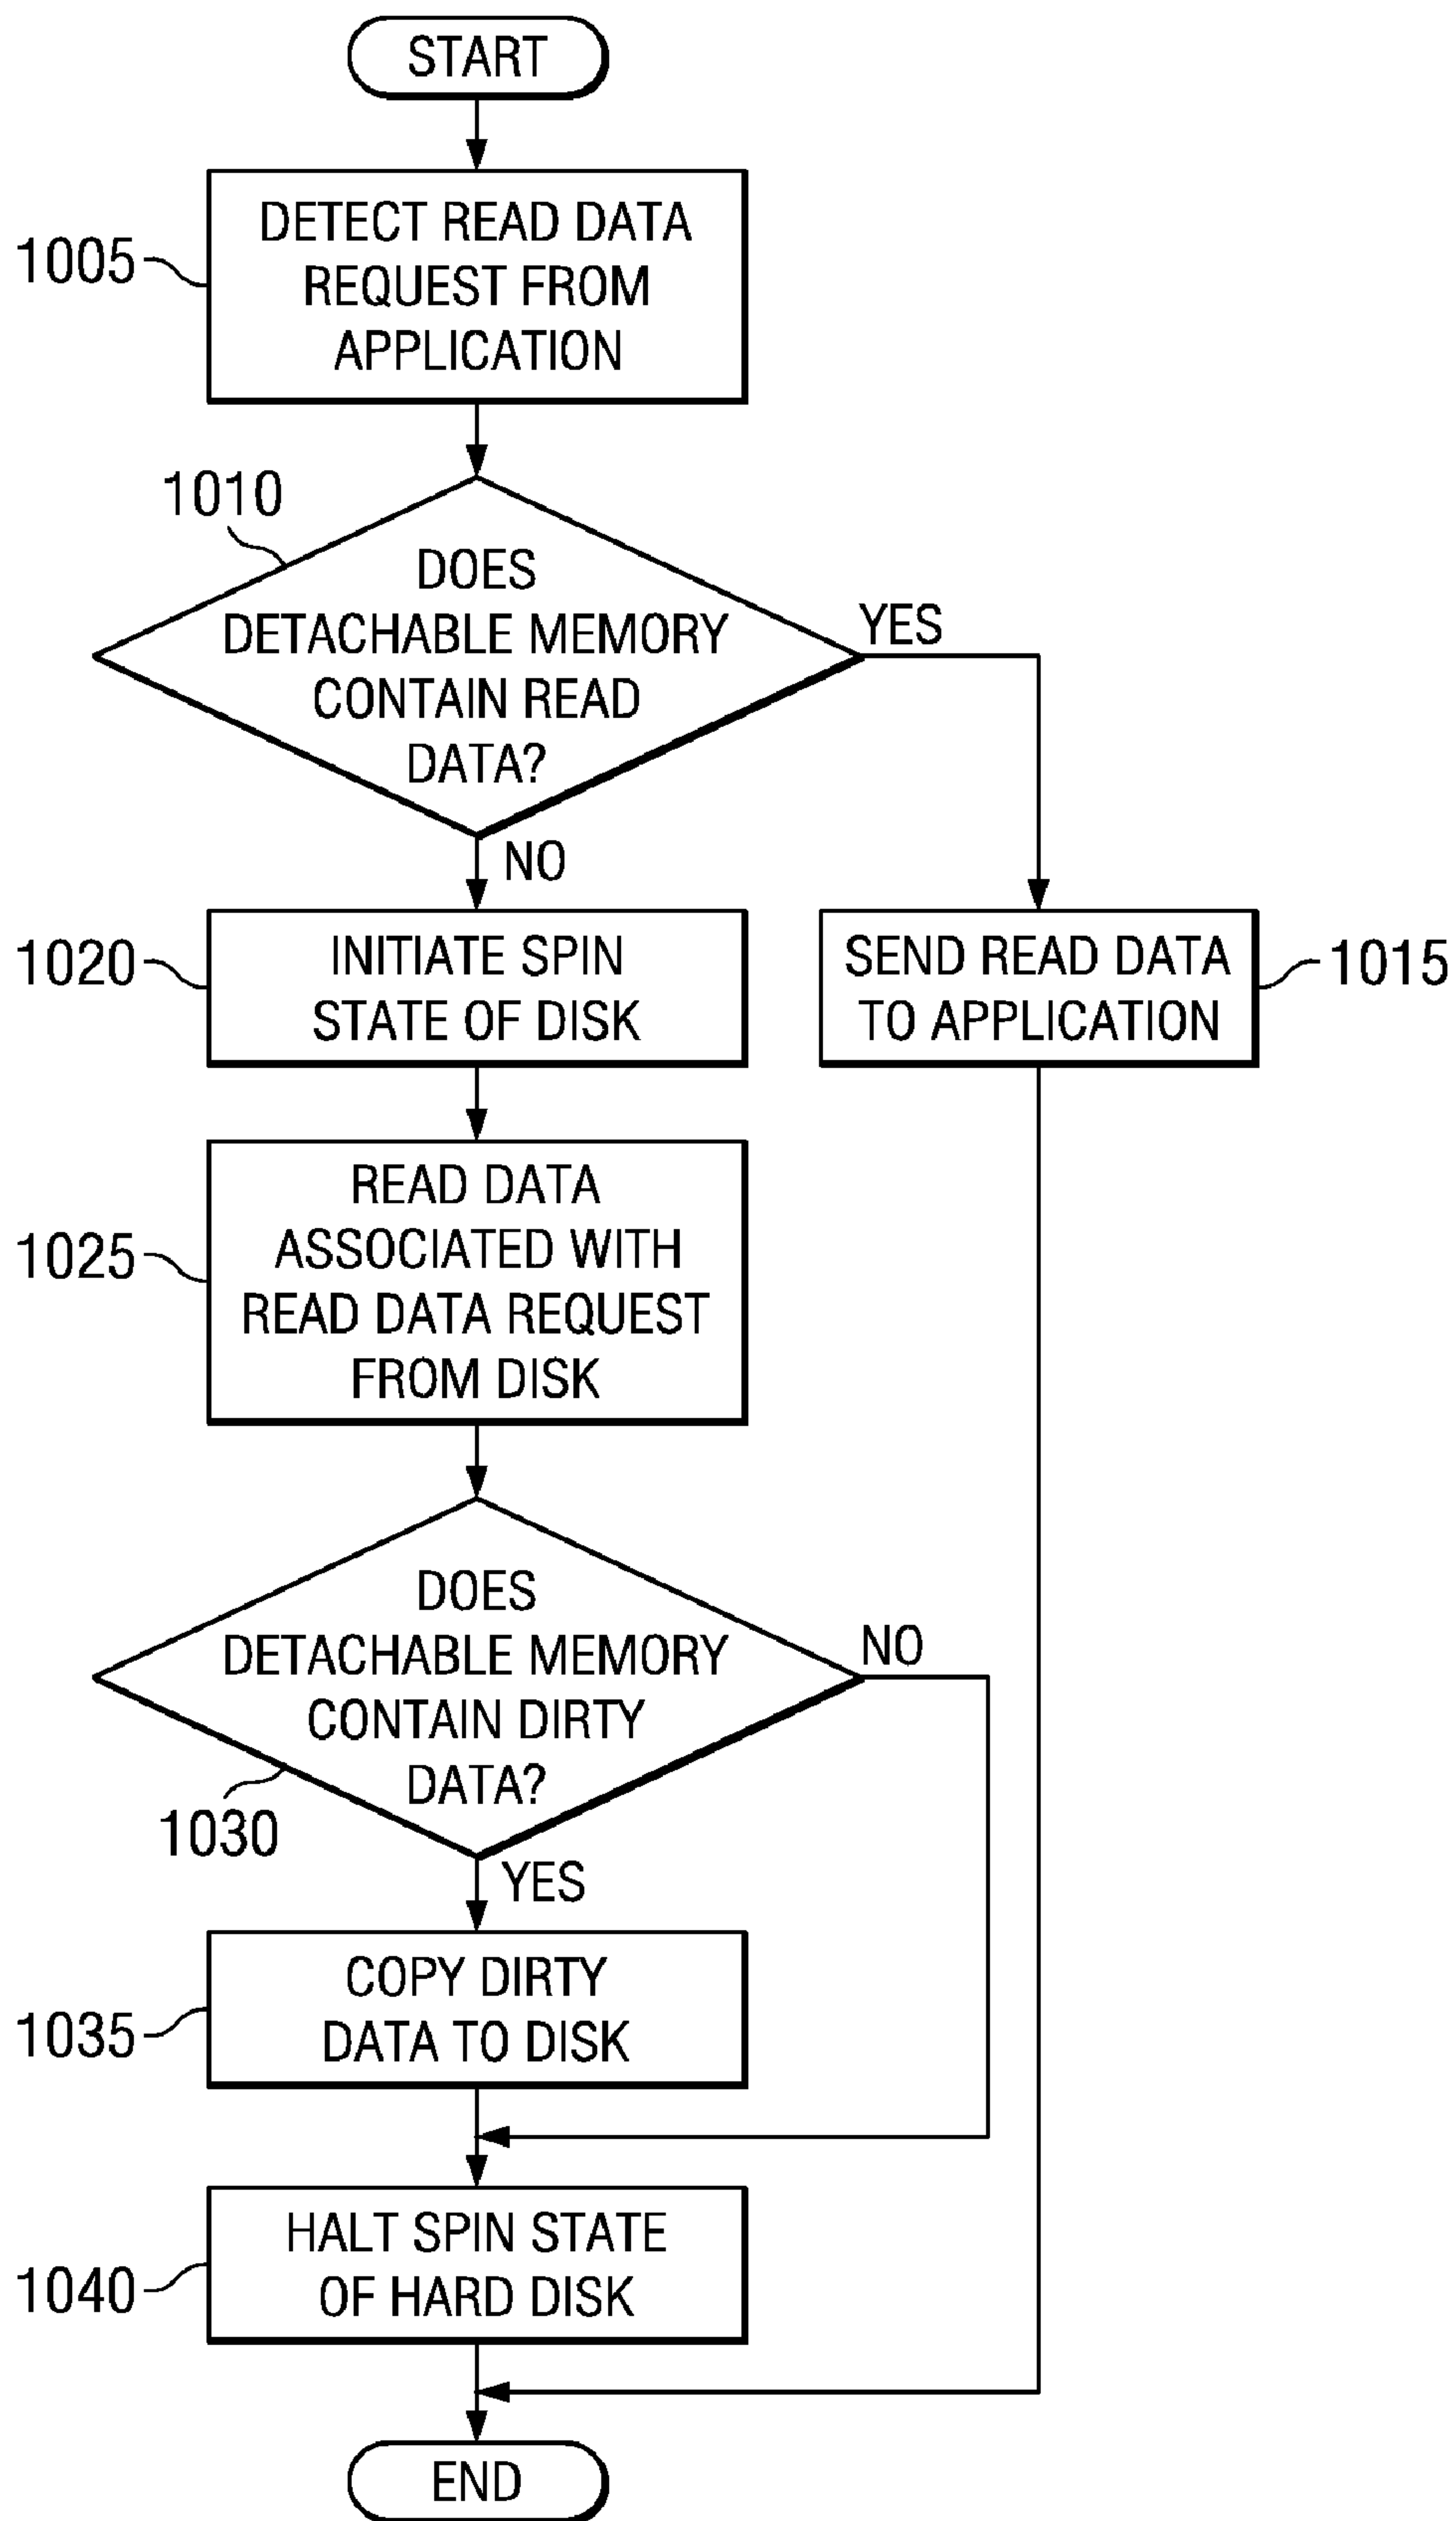 START
DETECT READ DATA
REQUEST FROM
APPLICATION
1005
1010
DOES
DETACHABLE MEMORY
CONTAIN READ
DATA?
YES
NO
INITIATE SPIN
STATE OF DISK
1020
SEND READ DATA
TO APPLICATION
1015
READ DATA
ASSOCIATED WITH
READ DATA REQUEST
FROM DISK
1025
DOES
DETACHABLE MEMORY
CONTAIN DIRTY
DATA?
NO
1030
YES
COPY DIRTY
DATA TO DISK
1035
HALT SPIN STATE
OF HARD DISK
1040
END